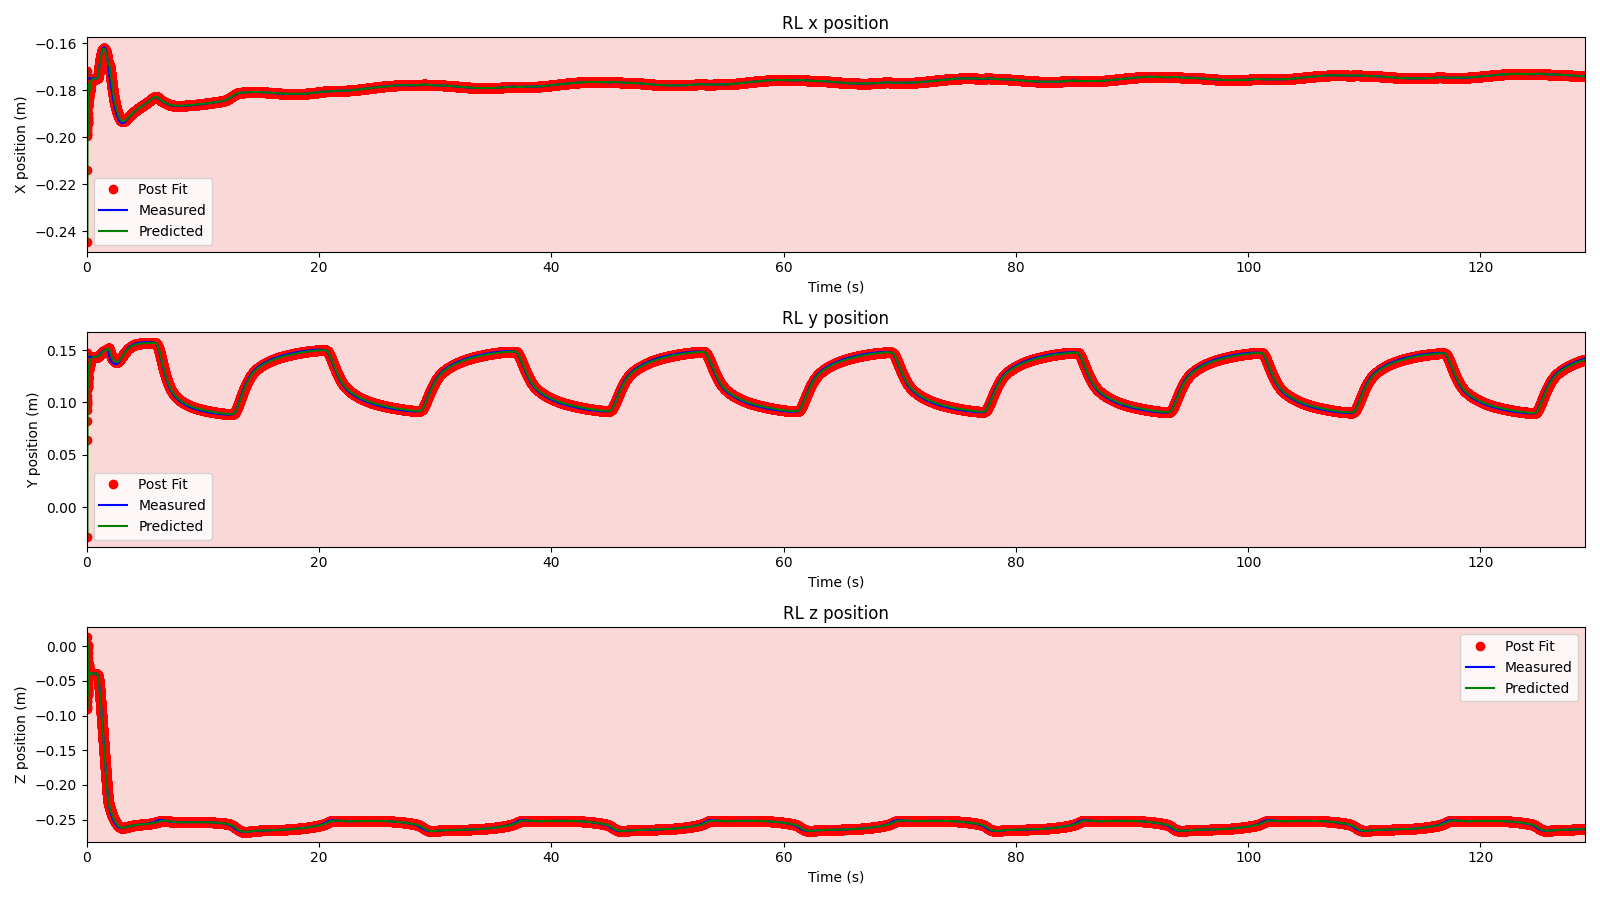 RL x position
X position (m)
−0.16
−0.18
−0.20
−0.22
−0.24
Post Fit
Measured
Predicted
0 20 40 60 80 100 120
Time (s)
RL y position
Y position (m)
0.15
0.10
0.05
0.00
Post Fit
Measured
Predicted
0 20 40 60 80 100 120
Time (s)
RL z position
Z position (m)
0.00
−0.05
−0.10
−0.15
−0.20
−0.25
Post Fit
Measured
Predicted
0 20 40 60 80 100 120
Time (s)